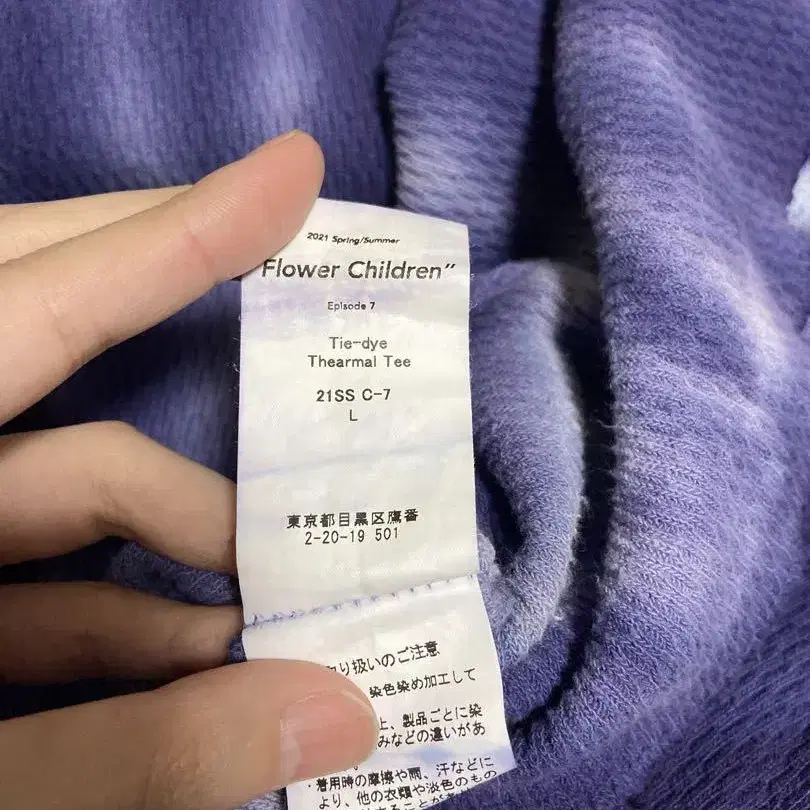 2021 Spring/Summer
Flower Children"
Episode 7
Tie-dye
Thearmal Tee
21SS C-7
L
東京都目黒区鷹番
2-20-19 501
り扱いのご注意
染色染め加工して
上、製品ごとに染
みなどの違いがあ
・着用時の摩擦や雨、汗などに
より、他の衣類や淡色のもの